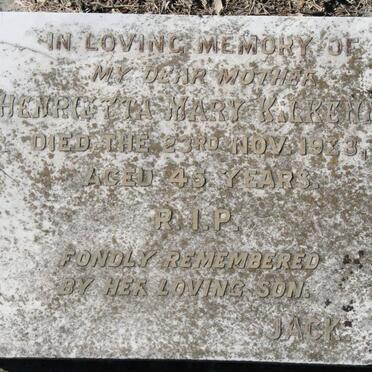 IN LOVING MEMORY OF
MY DEAR MOTHER
HENRIETTA MARY
DIED THE 23RD NOV. 1933,
AGED 45 YEARS.
R.I.P.
FONDLY REMEMBERED
BY HER LOVING SON.
JACK.